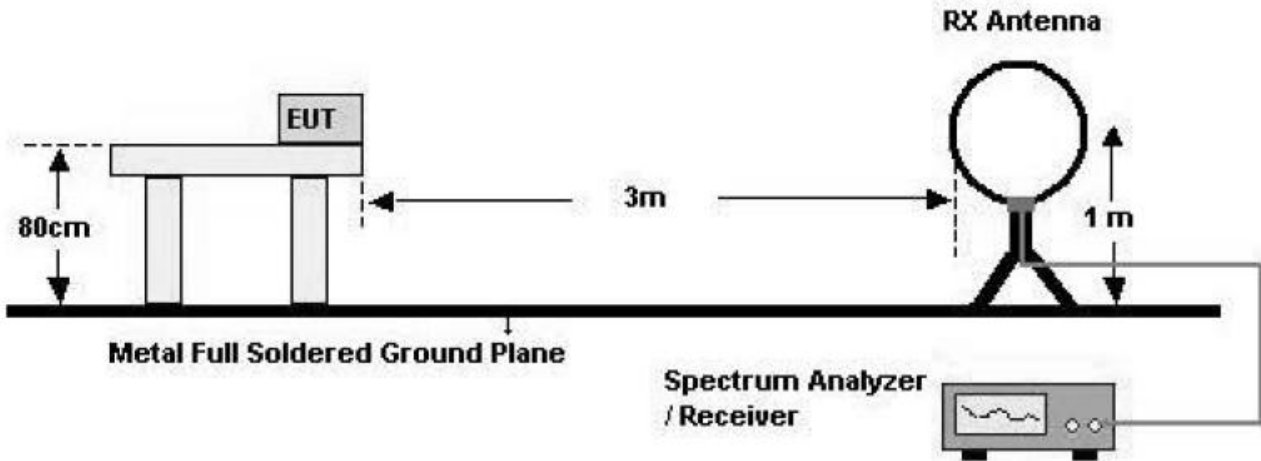 RX Antenna
EUT
80cm
3m
1 m
Metal Full Soldered Ground Plane
Spectrum Analyzer
/ Receiver